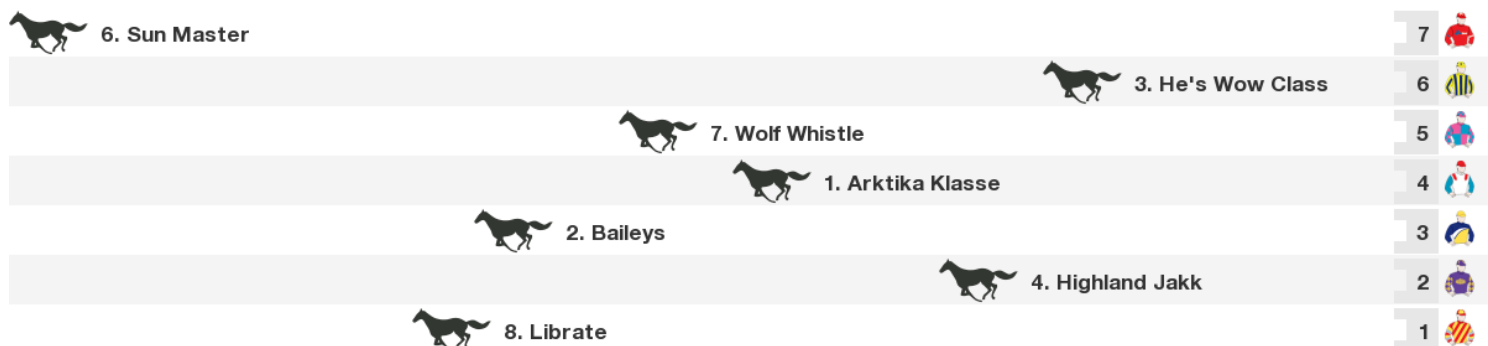 6. Sun Master 7
3. He's Wow Class 6
7. Wolf Whistle 5
1. Arktika Klasse 4
2. Baileys 3
4. Highland Jakk 2
8. Librate 1